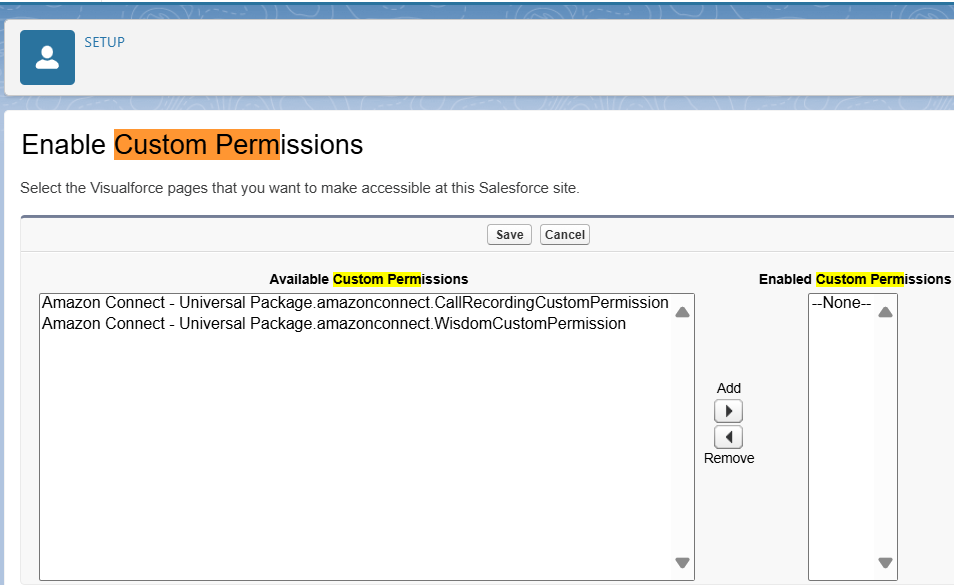 SETUP
Enable Custom Permissions
Select the Visualforce pages that you want to make accessible at this Salesforce site.
Save Cancel
Available Custom Permissions Enabled Custom Permissions
Amazon Connect - Universal Package.amazonconnect.CallRecordingCustomPermission --None--
Amazon Connect - Universal Package.amazonconnect.WisdomCustomPermission
Add
Remove